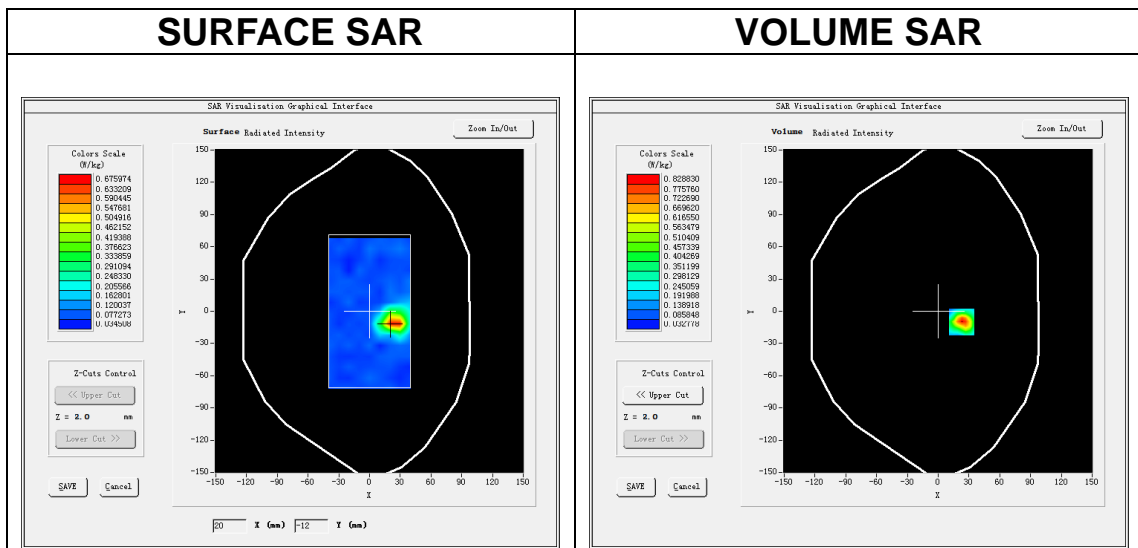 SURFACE SAR
VOLUME SAR
SAR Visualisation Graphical Interface
Surface Radiated Intensity
Zoom In/Out
Colors Scale
(W/kg)
0.675974
0.633209
0.590445
0.547681
0.504916
0.462152
0.419388
0.376623
0.333859
0.291094
0.248330
0.205566
0.162801
0.120037
0.077273
0.034508
150
120
90
60
30
0
-30
-60
-90
-120
-150
Y
-150 -120 -90 -60 -30 0 30 60 90 120 150
X
Z-Cuts Control
<< Upper Cut
Z = 2.0 mm
Lower Cut >>
SAVE Cancel
20 X (mm) -12 Y (mm)
SAR Visualisation Graphical Interface
Volume Radiated Intensity
Zoom In/Out
Colors Scale
(W/kg)
0.828830
0.775760
0.722690
0.669620
0.616550
0.563479
0.510409
0.457339
0.404269
0.351199
0.298129
0.245059
0.191988
0.138918
0.085848
0.032778
150
120
90
60
30
0
-30
-60
-90
-120
-150
Y
-150 -120 -90 -60 -30 0 30 60 90 120 150
X
Z-Cuts Control
<< Upper Cut
Z = 2.0 mm
Lower Cut >>
SAVE Cancel